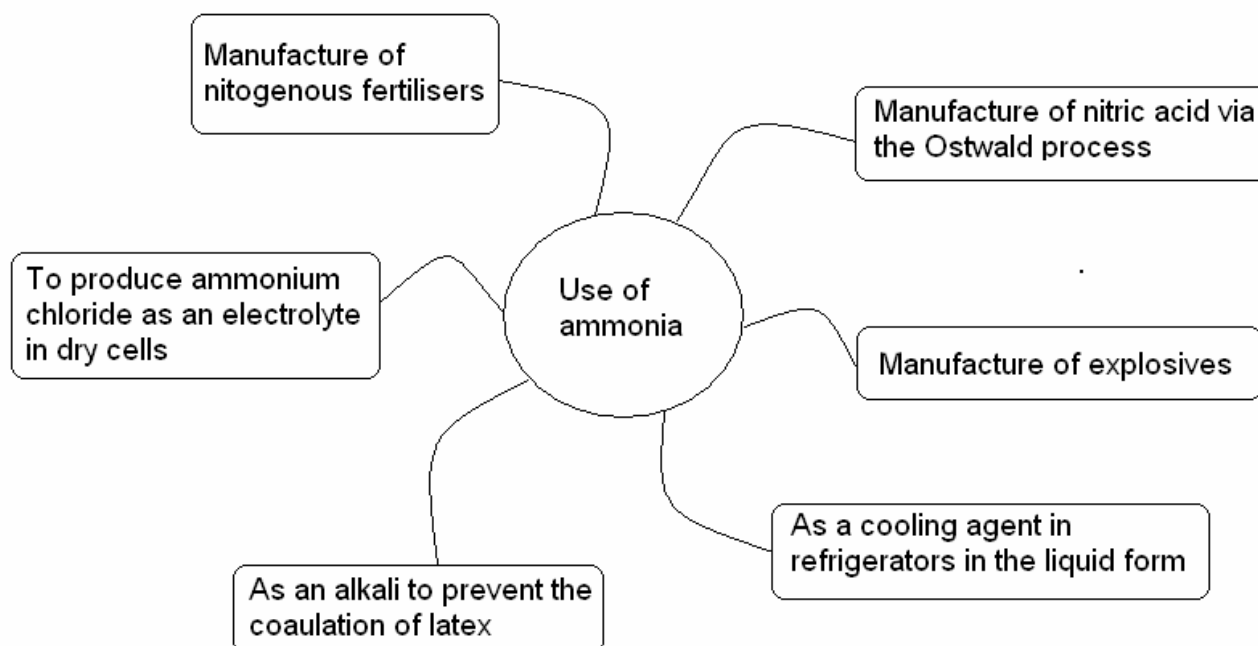 Manufacture of
nitogenous fertilisers
Manufacture of nitric acid via
the Ostwald process
To produce ammonium
chloride as an electrolyte
in dry cells
Use of
ammonia
Manufacture of explosives
As a cooling agent in
refrigerators in the liquid form
As an alkali to prevent the
coaulation of latex